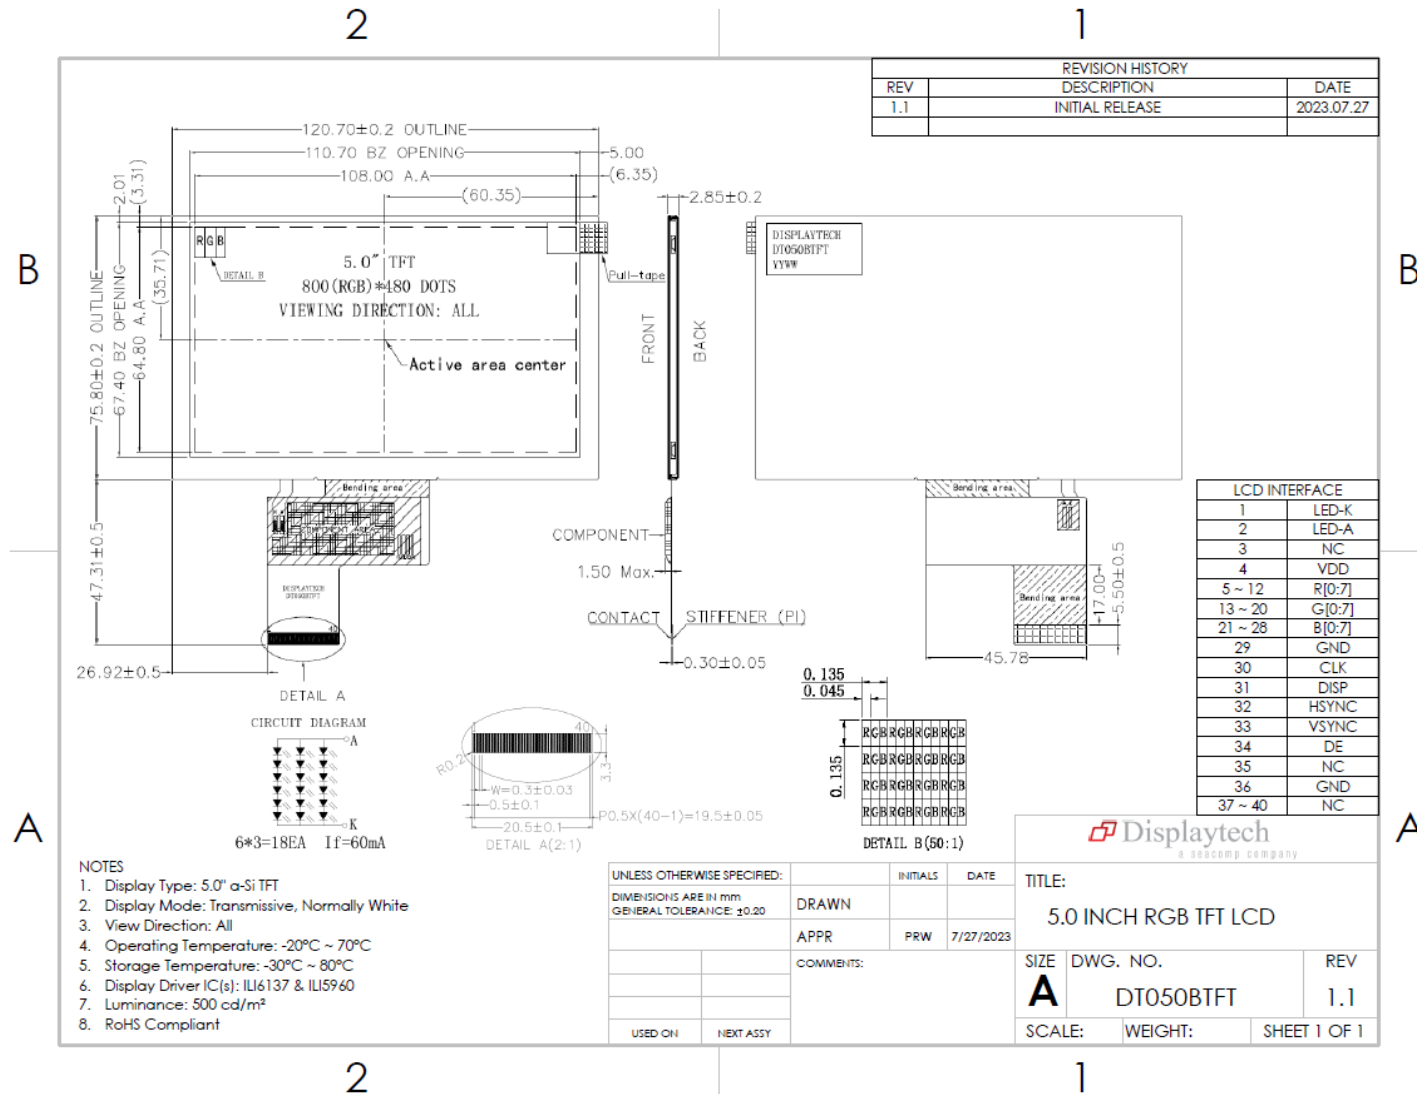 2
1
REVISION HISTORY
REV DESCRIPTION DATE
1.1 INITIAL RELEASE 2023.07.27
120.70±0.2 OUTLINE
110.70 BZ OPENING
5.00
108.00 A.A
(6.35)
(60.35)
2.85±0.2
2.01
(3.31)
75.80±0.2 OUTLINE
67.40 BZ OPENING
64.80 A.A
(35.71)
47.31±0.5
B
B
R G B
DETAIL B
5.0" TFT
800(RGB)*480 DOTS
VIEWING DIRECTION: ALL
Active area center
Pull-tape
FRONT
BACK
DISPLAYTECH
DT050BTFT
YYWW
Bending area
COMPONENT AREA
DISPLAYTECH
DT050BTFT
40
26.92±0.5
DETAIL A
COMPONENT
1.50 Max.
CONTACT
STIFFENER (PI)
0.30±0.05
Bending area
Bending area
17.00
5.50±0.5
45.78
LCD INTERFACE
1 LED-K
2 LED-A
3 NC
4 VDD
5 ~ 12 R[0:7]
13 ~ 20 G[0:7]
21 ~ 28 B[0:7]
29 GND
30 CLK
31 DISP
32 HSYNC
33 VSYNC
34 DE
35 NC
36 GND
37 ~ 40 NC
CIRCUIT DIAGRAM
A
K
6*3=18EA If=60mA
40
R0.2
3.3
W=0.3±0.03
0.5±0.1
P0.5X(40-1)=19.5±0.05
20.5±0.1
DETAIL A(2:1)
0.135
0.045
0.135
RGBRGBRGBRGB
RGBRGBRGBRGB
RGBRGBRGBRGB
RGBRGBRGBRGB
DETAIL B(50:1)
A
A
NOTES
1. Display Type: 5.0" a-Si TFT
2. Display Mode: Transmissive, Normally White
3. View Direction: All
4. Operating Temperature: -20°C ~ 70°C
5. Storage Temperature: -30°C ~ 80°C
6. Display Driver IC(s): ILI6137 & ILI5960
7. Luminance: 500 cd/m²
8. RoHS Compliant
UNLESS OTHERWISE SPECIFIED:
DIMENSIONS ARE IN mm
GENERAL TOLERANCE: ±0.20
INITIALS DATE
DRAWN
APPR PRW 7/27/2023
COMMENTS:
USED ON NEXT ASSY
Displaytech
a seacomp company
TITLE:
5.0 INCH RGB TFT LCD
SIZE DWG. NO. REV
A DT050BTFT 1.1
SCALE: WEIGHT: SHEET 1 OF 1
2
1